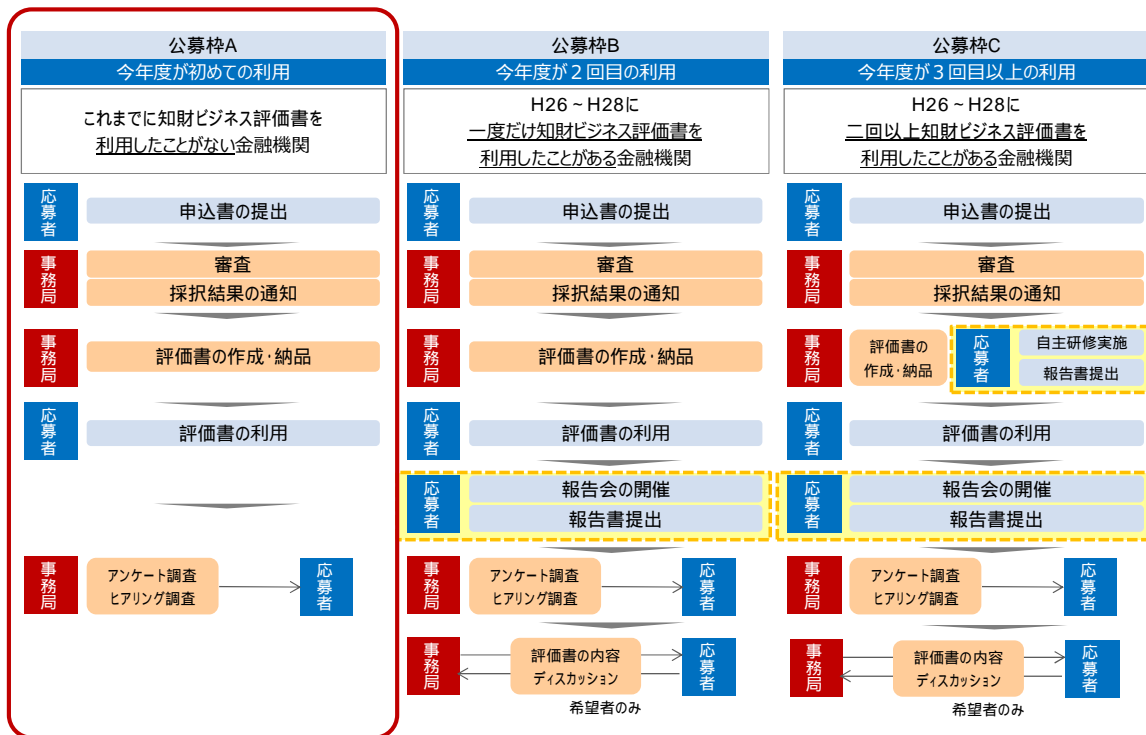 公募枠A
今年度が初めての利用
これまでに知財ビジネス評価書を
利用したことがない金融機関
応募者
申込書の提出
事務局
審査
採択結果の通知
事務局
評価書の作成・納品
応募者
評価書の利用
事務局
アンケート調査
ヒアリング調査
応募者
公募枠B
今年度が2回目の利用
H26~H28に
一度だけ知財ビジネス評価書を
利用したことがある金融機関
応募者
申込書の提出
事務局
審査
採択結果の通知
事務局
評価書の作成・納品
応募者
評価書の利用
応募者
報告会の開催
報告書提出
事務局
アンケート調査
ヒアリング調査
応募者
事務局
評価書の内容
ディスカッション
応募者
希望者のみ
公募枠C
今年度が3回目以上の利用
H26~H28に
二回以上知財ビジネス評価書を
利用したことがある金融機関
応募者
申込書の提出
事務局
審査
採択結果の通知
事務局
評価書の
作成・納品
応募者
自主研修実施
報告書提出
応募者
評価書の利用
応募者
報告会の開催
報告書提出
事務局
アンケート調査
ヒアリング調査
応募者
事務局
評価書の内容
ディスカッション
応募者
希望者のみ